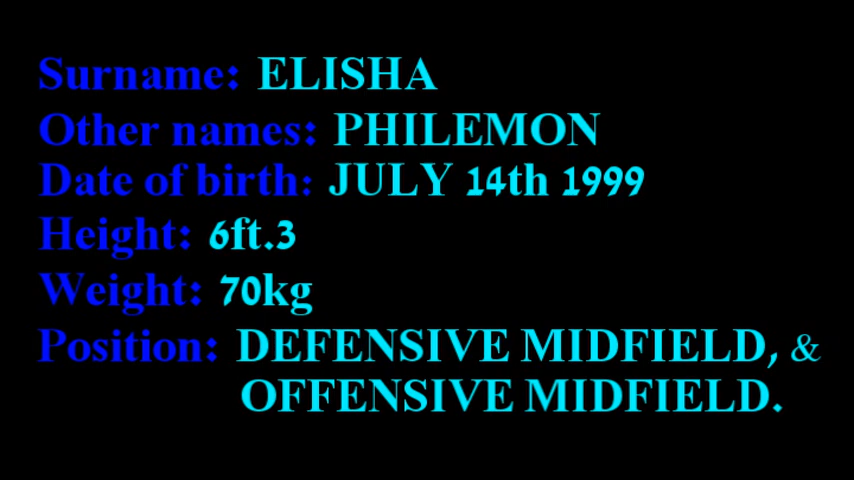 Surname: ELISHA
Other names: PHILEMON
Date of birth: JULY 14th 1999
Height: 6ft.3
Weight: 70kg
Position: DEFENSIVE MIDFIELD, &
OFFENSIVE MIDFIELD.